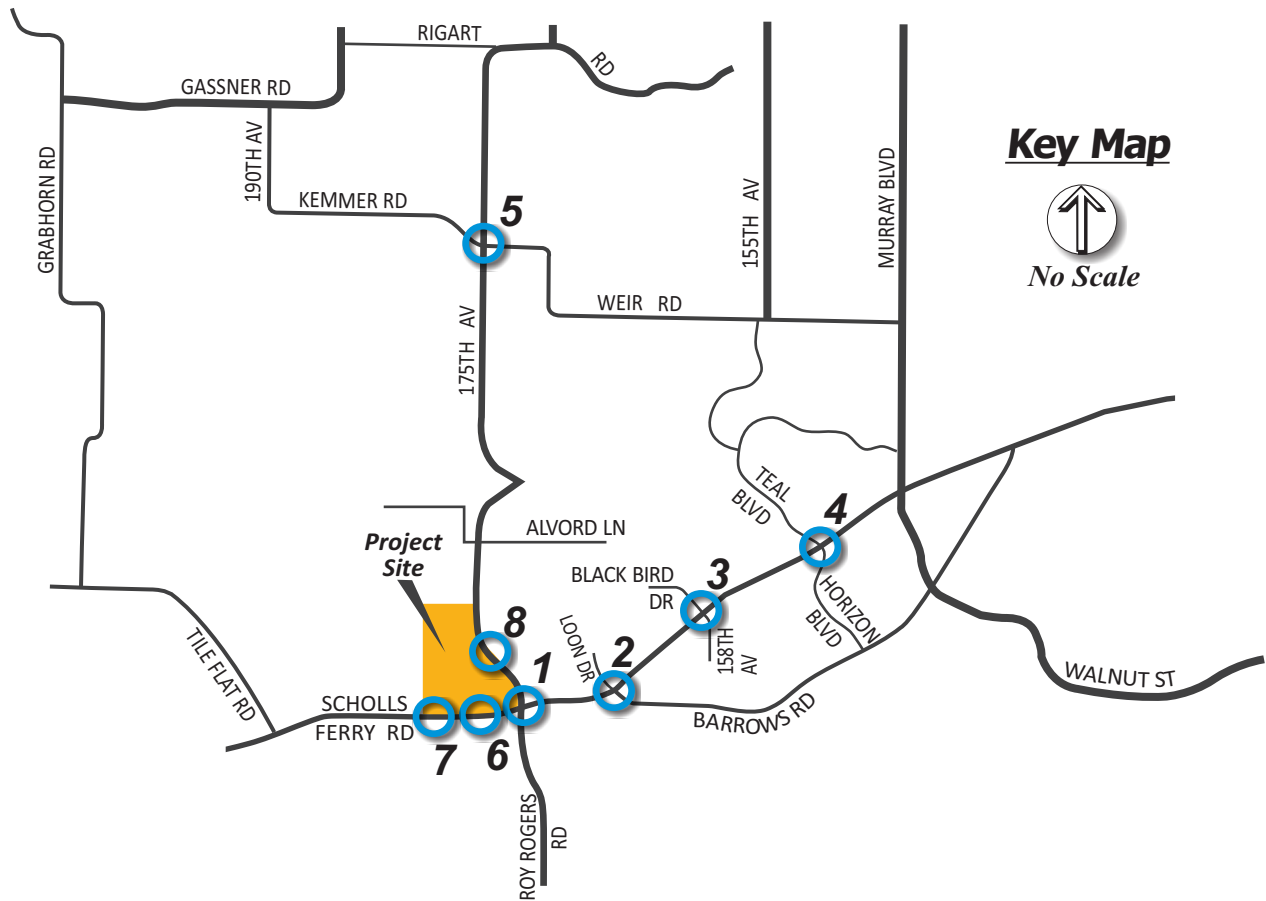 RIGART
RD
GASSNER RD
Key Map
190TH AV
GRABHORN RD
KEMMER RD
5
155TH AV
MURRAY BLVD
No Scale
WEIR RD
175TH AV
TEAL
BLVD
4
ALVORD LN
Project
Site
BLACK BIRD
DR
3
HORIZON
BLVD
8
LOON DR
2
158TH
AV
1
TILE FLAT RD
WALNUT ST
SCHOLLS
FERRY RD
BARROWS RD
7
6
ROY ROGERS
RD